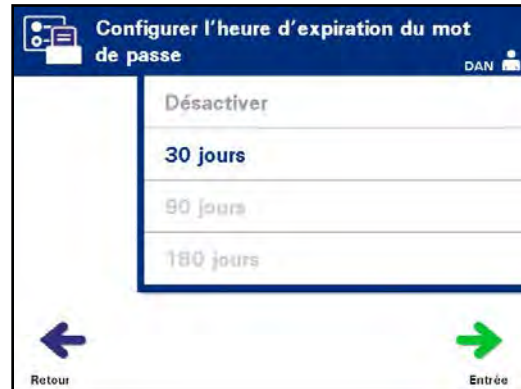 Configurer l'heure d'expiration du mot
de passe
DAN
Désactiver
30 jours
90 jours
180 jours
Retour
Entrée